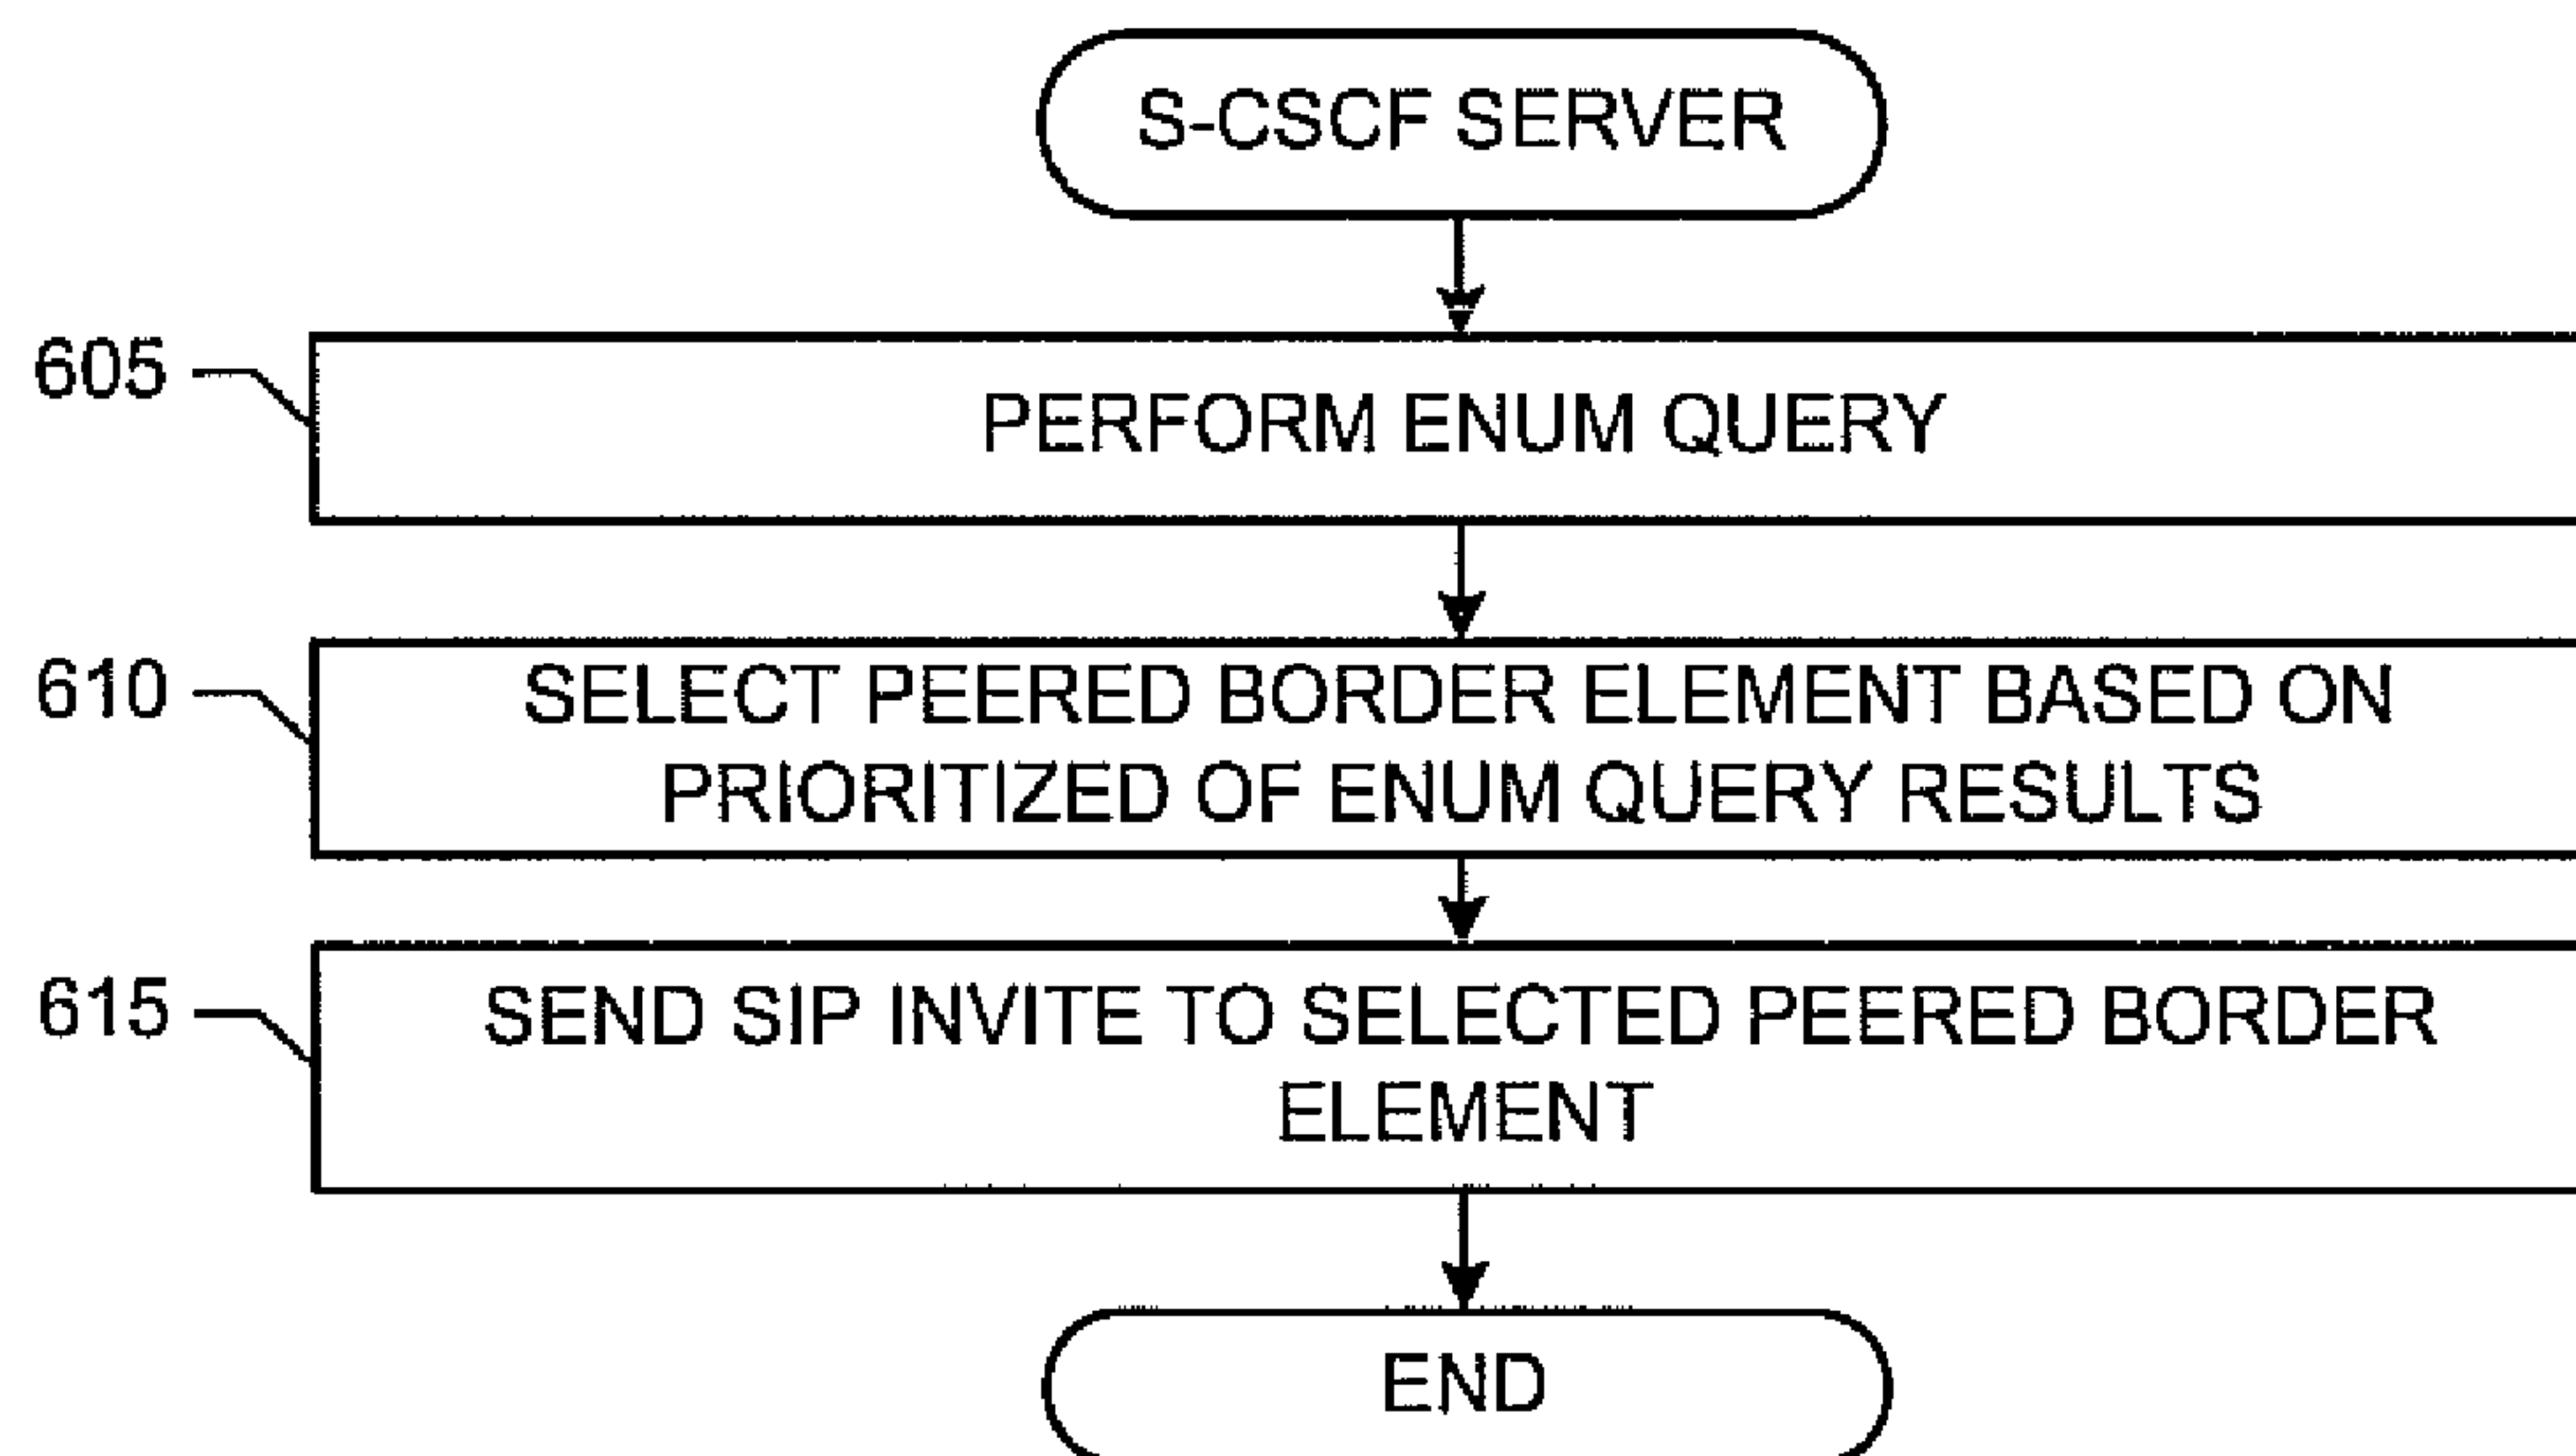 S-CSCF SERVER
605
PERFORM ENUM QUERY
610
SELECT PEERED BORDER ELEMENT BASED ON
PRIORITIZED OF ENUM QUERY RESULTS
615
SEND SIP INVITE TO SELECTED PEERED BORDER
ELEMENT
END